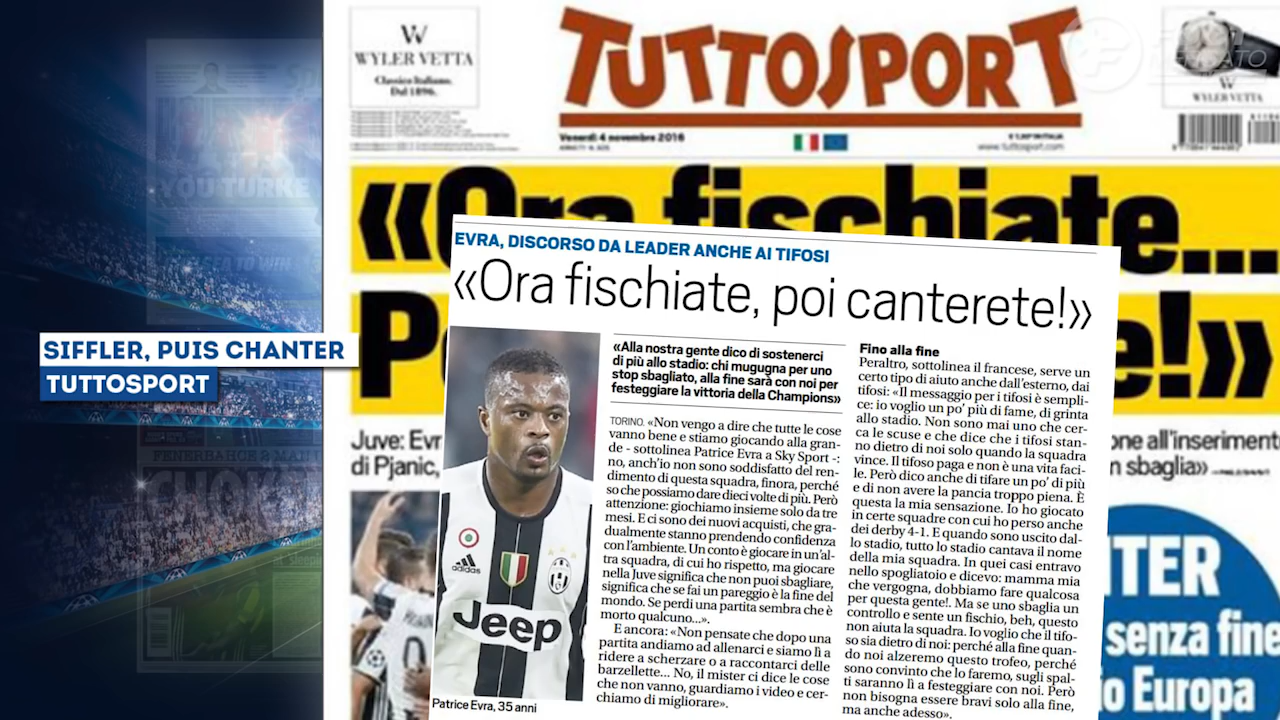 W
WYLER VETTA
Classico Italiano.
Dal 1896.
TUTTOSPORT
Venerdì 4 novembre 2016
www.tuttosport.com
W
WYLER VETTA
«Ora fischiate...
!»
EVRA, DISCORSO DA LEADER ANCHE AI TIFOSI
«Ora fischiate, poi canterete!»
SIFFLER, PUIS CHANTER
TUTTOSPORT
«Alla nostra gente dico di sostenerci
di più allo stadio: chi mugugna per uno
stop sbagliato, alla fine sarà con noi per
festeggiare la vittoria della Champions»
TORINO. «Non vengo a dire che tutte le cose
vanno bene e stiamo giocando alla gran-
de - sottolinea Patrice Evra a Sky Sport -:
no, anch'io non sono soddisfatto del ren-
dimento di questa squadra, finora, perché
so che possiamo dare dieci volte di più. Però
attenzione: giochiamo insieme solo da tre
mesi. E ci sono dei nuovi acquisti, che gra-
dualmente stanno prendendo confidenza
con l'ambiente. Un conto è giocare in un'al-
tra squadra, di cui ho rispetto, ma giocare
nella Juve significa che non puoi sbagliare,
significa che se fai un pareggio è la fine del
mondo. Se perdi una partita sembra che è
morto qualcuno...».
E ancora: «Non pensate che dopo una
partita andiamo ad allenarci e siamo lì a
ridere a scherzare o a raccontarci delle
barzellette... No, il mister ci dice le cose
che non vanno, guardiamo i video e cer-
chiamo di migliorare».
Fino alla fine
Peraltro, sottolinea il francese, serve un
certo tipo di aiuto anche dall'esterno, dai
tifosi: «Il messaggio per i tifosi è sempli-
ce: io voglio un po' più di fame, di grinta
allo stadio. Non sono mai uno che cer-
ca le scuse e che dice che i tifosi stan-
no dietro di noi solo quando la squadra
vince. Il tifoso paga e non è una vita faci-
le. Però dico anche di tifare un po' di più
e di non avere la pancia troppo piena. È
questa la mia sensazione. Io ho giocato
in certe squadre con cui ho perso anche
dei derby 4-1. E quando sono uscito dal-
lo stadio, tutto lo stadio cantava il nome
della mia squadra. In quei casi entravo
nello spogliatoio e dicevo: mamma mia
che vergogna, dobbiamo fare qualcosa
per questa gente!. Ma se uno sbaglia un
controllo e sente un fischio, beh, questo
non aiuta la squadra. Io voglio che il tifo-
so sia dietro di noi: perché alla fine quan-
do noi alzeremo questo trofeo, perché
sono convinto che lo faremo, sugli spal-
ti saranno lì a festeggiare con noi. Però
non bisogna essere bravi solo alla fine,
ma anche adesso».
adidas
Jeep
Patrice Evra, 35 anni
Juve: Evr
di Pjanic,
one all'inseriment
n sbaglia»
TER
senza fine
o Europa
YOU TURKE